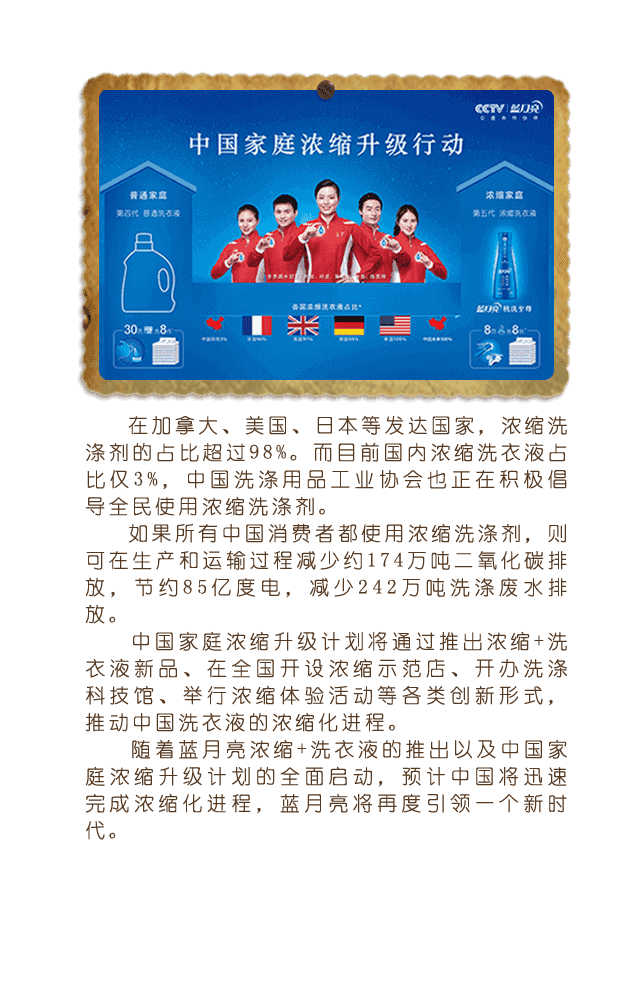 CCTV 蓝月亮
中国家庭浓缩升级行动
普通家庭
第四代 普通洗衣液
浓缩家庭
第五代 浓缩洗衣液
蓝月亮 机洗至尊
各国浓缩洗衣液占比*
30 8
8 8
在加拿大、美国、日本等发达国家，浓缩洗
涤剂的占比超过98%。而目前国内浓缩洗衣液占
比仅3%，中国洗涤用品工业协会也正在积极倡
导全民使用浓缩洗涤剂。
如果所有中国消费者都使用浓缩洗涤剂，则
可在生产和运输过程减少约174万吨二氧化碳排
放，节约85亿度电，减少242万吨洗涤废水排
放。
中国家庭浓缩升级计划将通过推出浓缩+洗
衣液新品、在全国开设浓缩示范店、开办洗涤
科技馆、举行浓缩体验活动等各类创新形式，
推动中国洗衣液的浓缩化进程。
随着蓝月亮浓缩+洗衣液的推出以及中国家
庭浓缩升级计划的全面启动，预计中国将迅速
完成浓缩化进程，蓝月亮将再度引领一个新时
代。